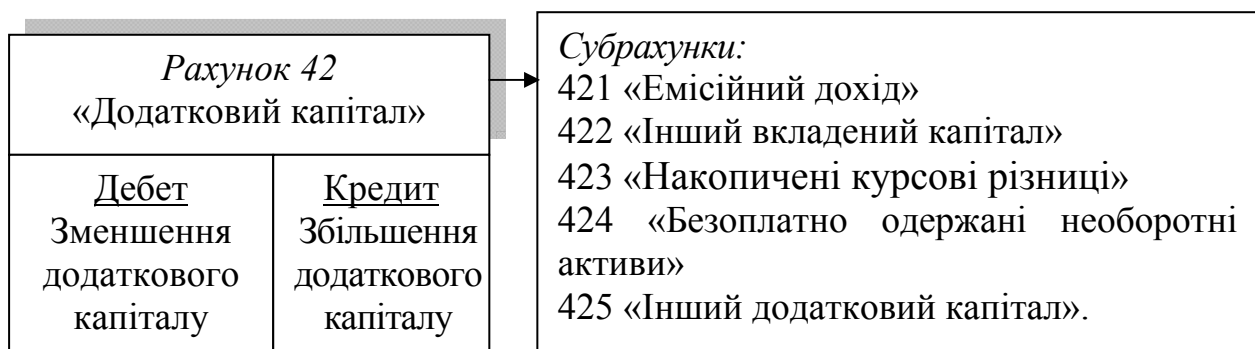 Рахунок 42
«Додатковий капітал»
Дебет
Зменшення
додаткового
капіталу
Кредит
Збільшення
додаткового
капіталу
Субрахунки:
421 «Емісійний дохід»
422 «Інший вкладений капітал»
423 «Накопичені курсові різниці»
424 «Безоплатно одержані необоротні
активи»
425 «Інший додатковий капітал».